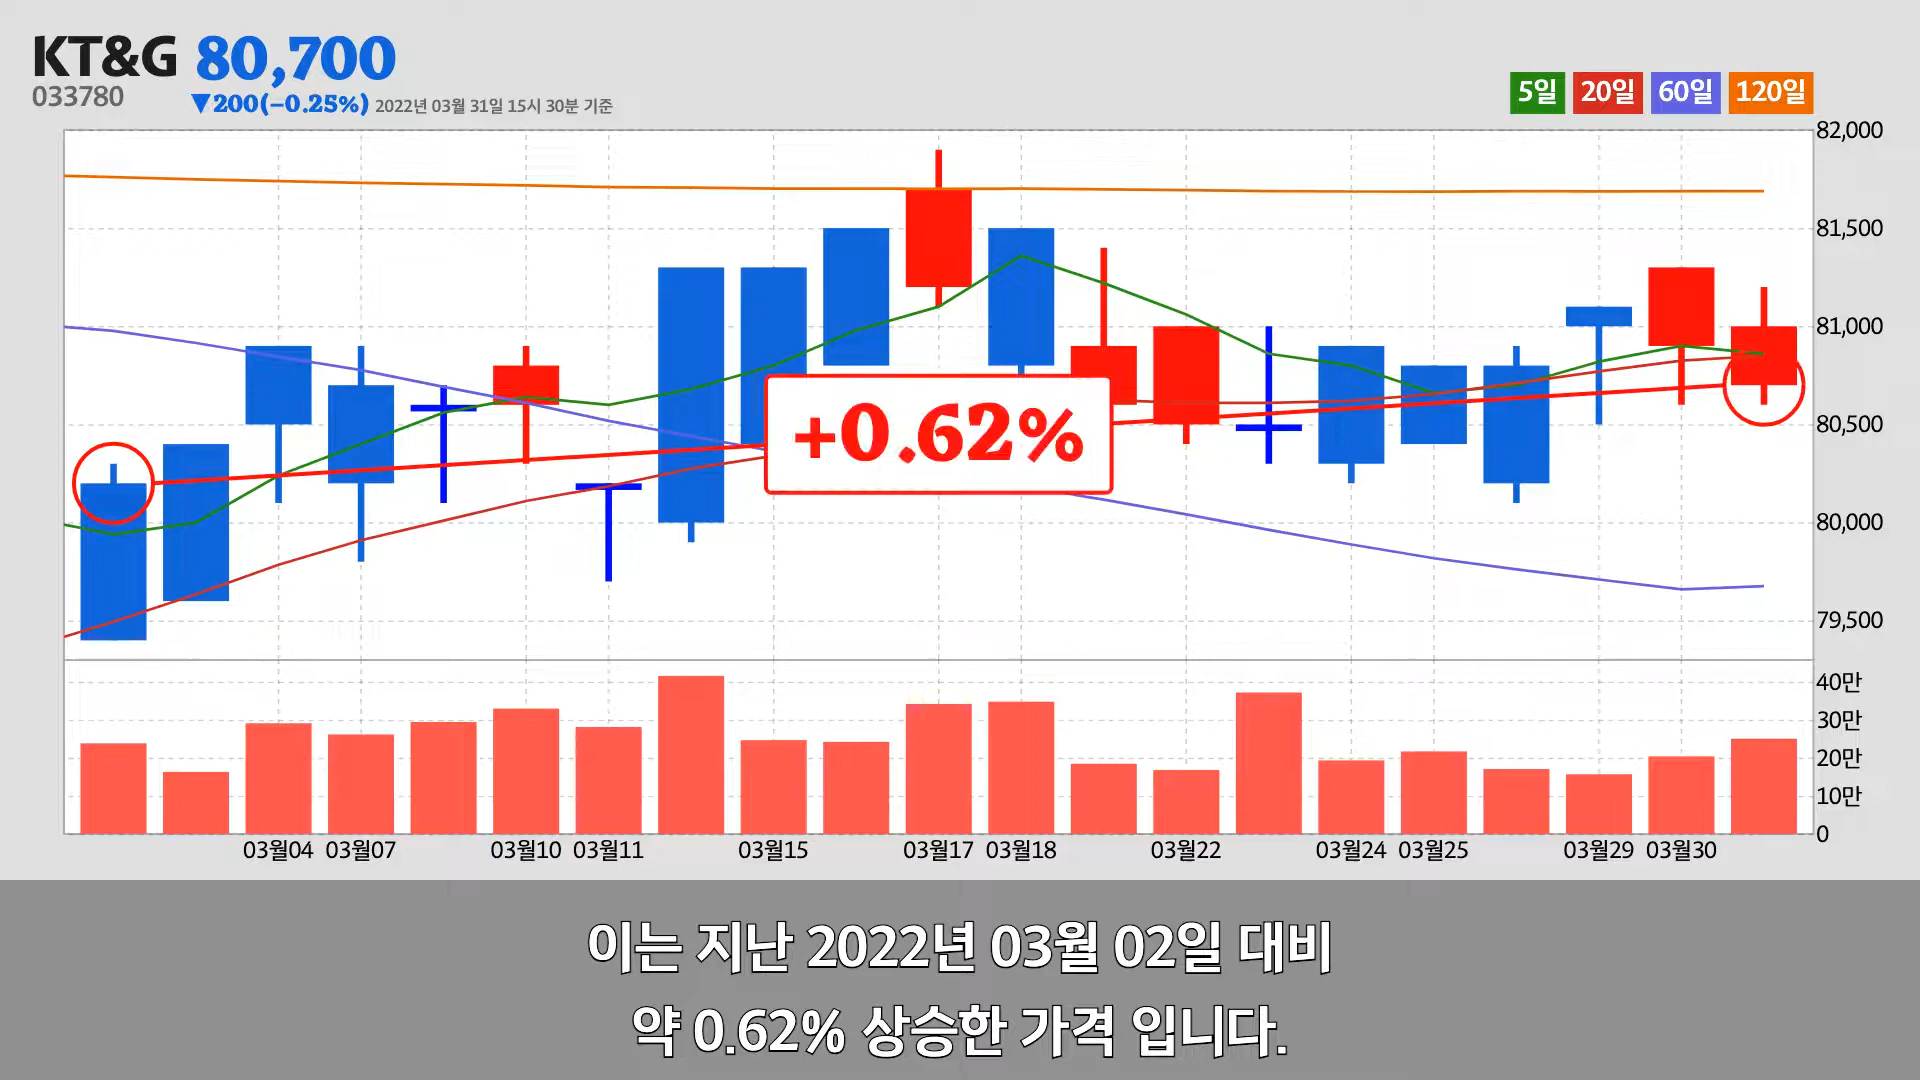 KT&G 80,700
033780
▼200(−0.25%) 2022년 03월 31일 15시 30분 기준
5일 20일 60일 120일
82,000
81,500
81,000
80,500
80,000
79,500
+0.62%
40만
30만
20만
10만
0
03월04 03월07 03월10 03월11 03월15 03월17 03월18 03월22 03월24 03월25 03월29 03월30
이는 지난 2022년 03월 02일 대비
약 0.62% 상승한 가격 입니다.